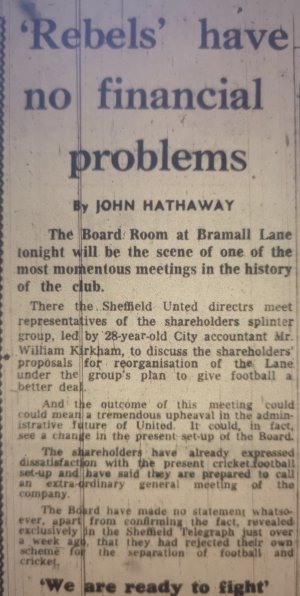 'Rebels' have
no financial
problems
By JOHN HATHAWAY
The Board Room at Bramall Lane
tonight will be the scene of one of the
most momentous meetings in the history
of the club.
There the Sheffield Unted directrs meet
representatives of the shareholders splinter
group, led by 28-year-old City accountant Mr.
William Kirkham, to discuss the shareholders'
proposals for reorganisation of the Lane
under the group's plan to give football a
better deal.
And the outcome of this meeting could
could mean a tremendous upheaval in the admin-
istrative future of United. It could, in fact,
see a change in the present set-up of the Board.
The shareholders have already expressed
dissatisfaction with the present cricket.football
set-up and have said they are prepared to call
an extra-ordinary general meeting of the
company.
The Board have made no statement whatso-
ever, apart from confirming the fact, revealed
exclusively in the Sheffield Telegraph just over
a week ago, that they had rejected their own
scheme for the separation of football and
cricket.
'We are ready to fight'